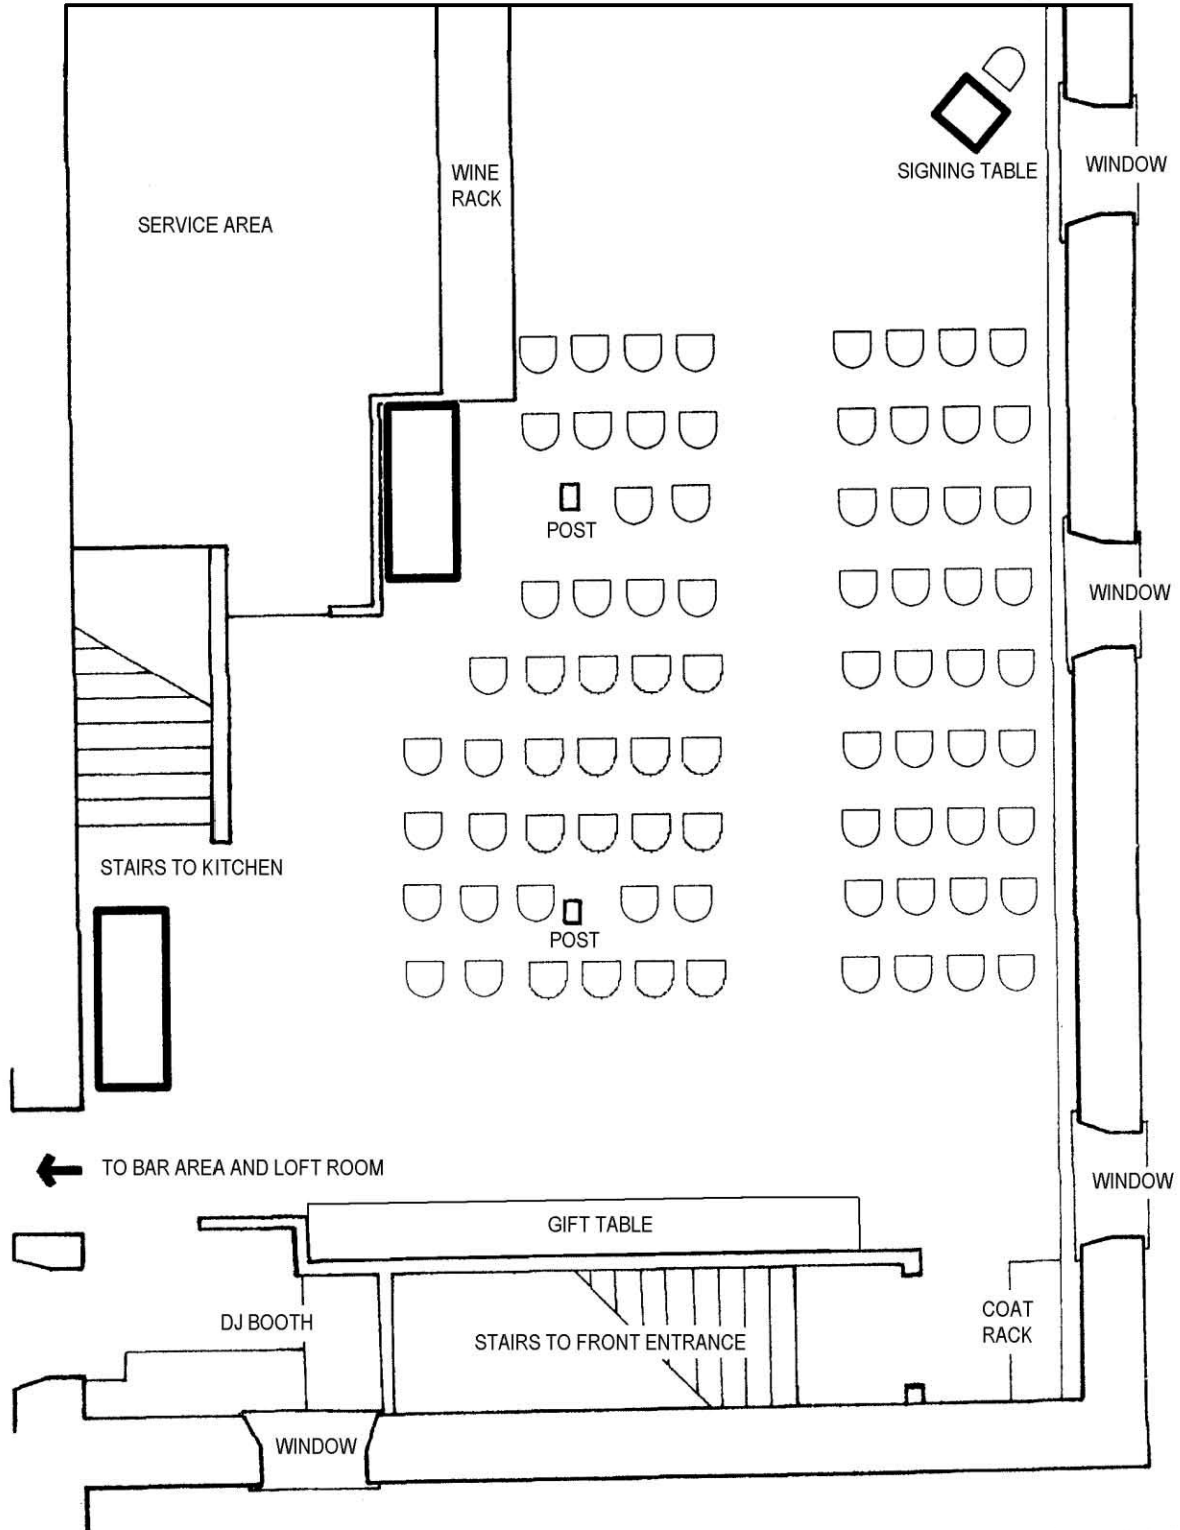 WINE
RACK
SIGNING TABLE
WINDOW
SERVICE AREA
POST
WINDOW
STAIRS TO KITCHEN
POST
TO BAR AREA AND LOFT ROOM
WINDOW
GIFT TABLE
DJ BOOTH
STAIRS TO FRONT ENTRANCE
COAT
RACK
WINDOW